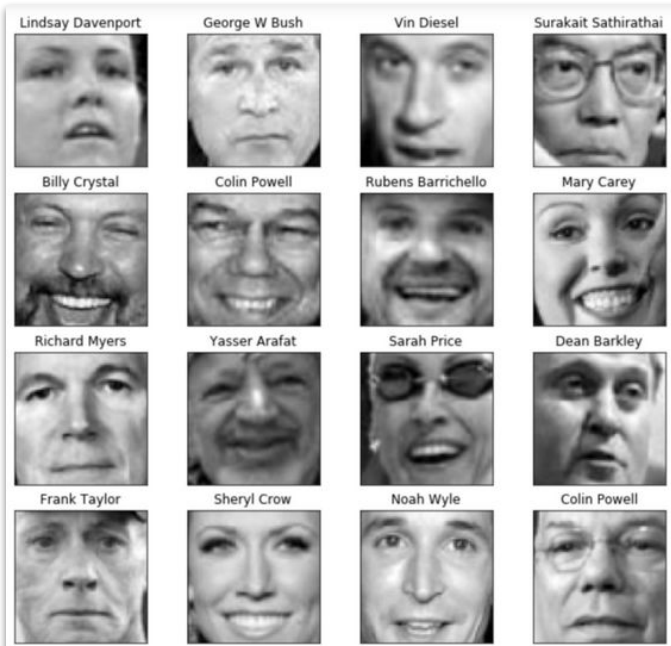 Lindsay Davenport George W Bush Vin Diesel Surakait Sathirathai
Billy Crystal Colin Powell Rubens Barrichello Mary Carey
Richard Myers Yasser Arafat Sarah Price Dean Barkley
Frank Taylor Sheryl Crow Noah Wyle Colin Powell